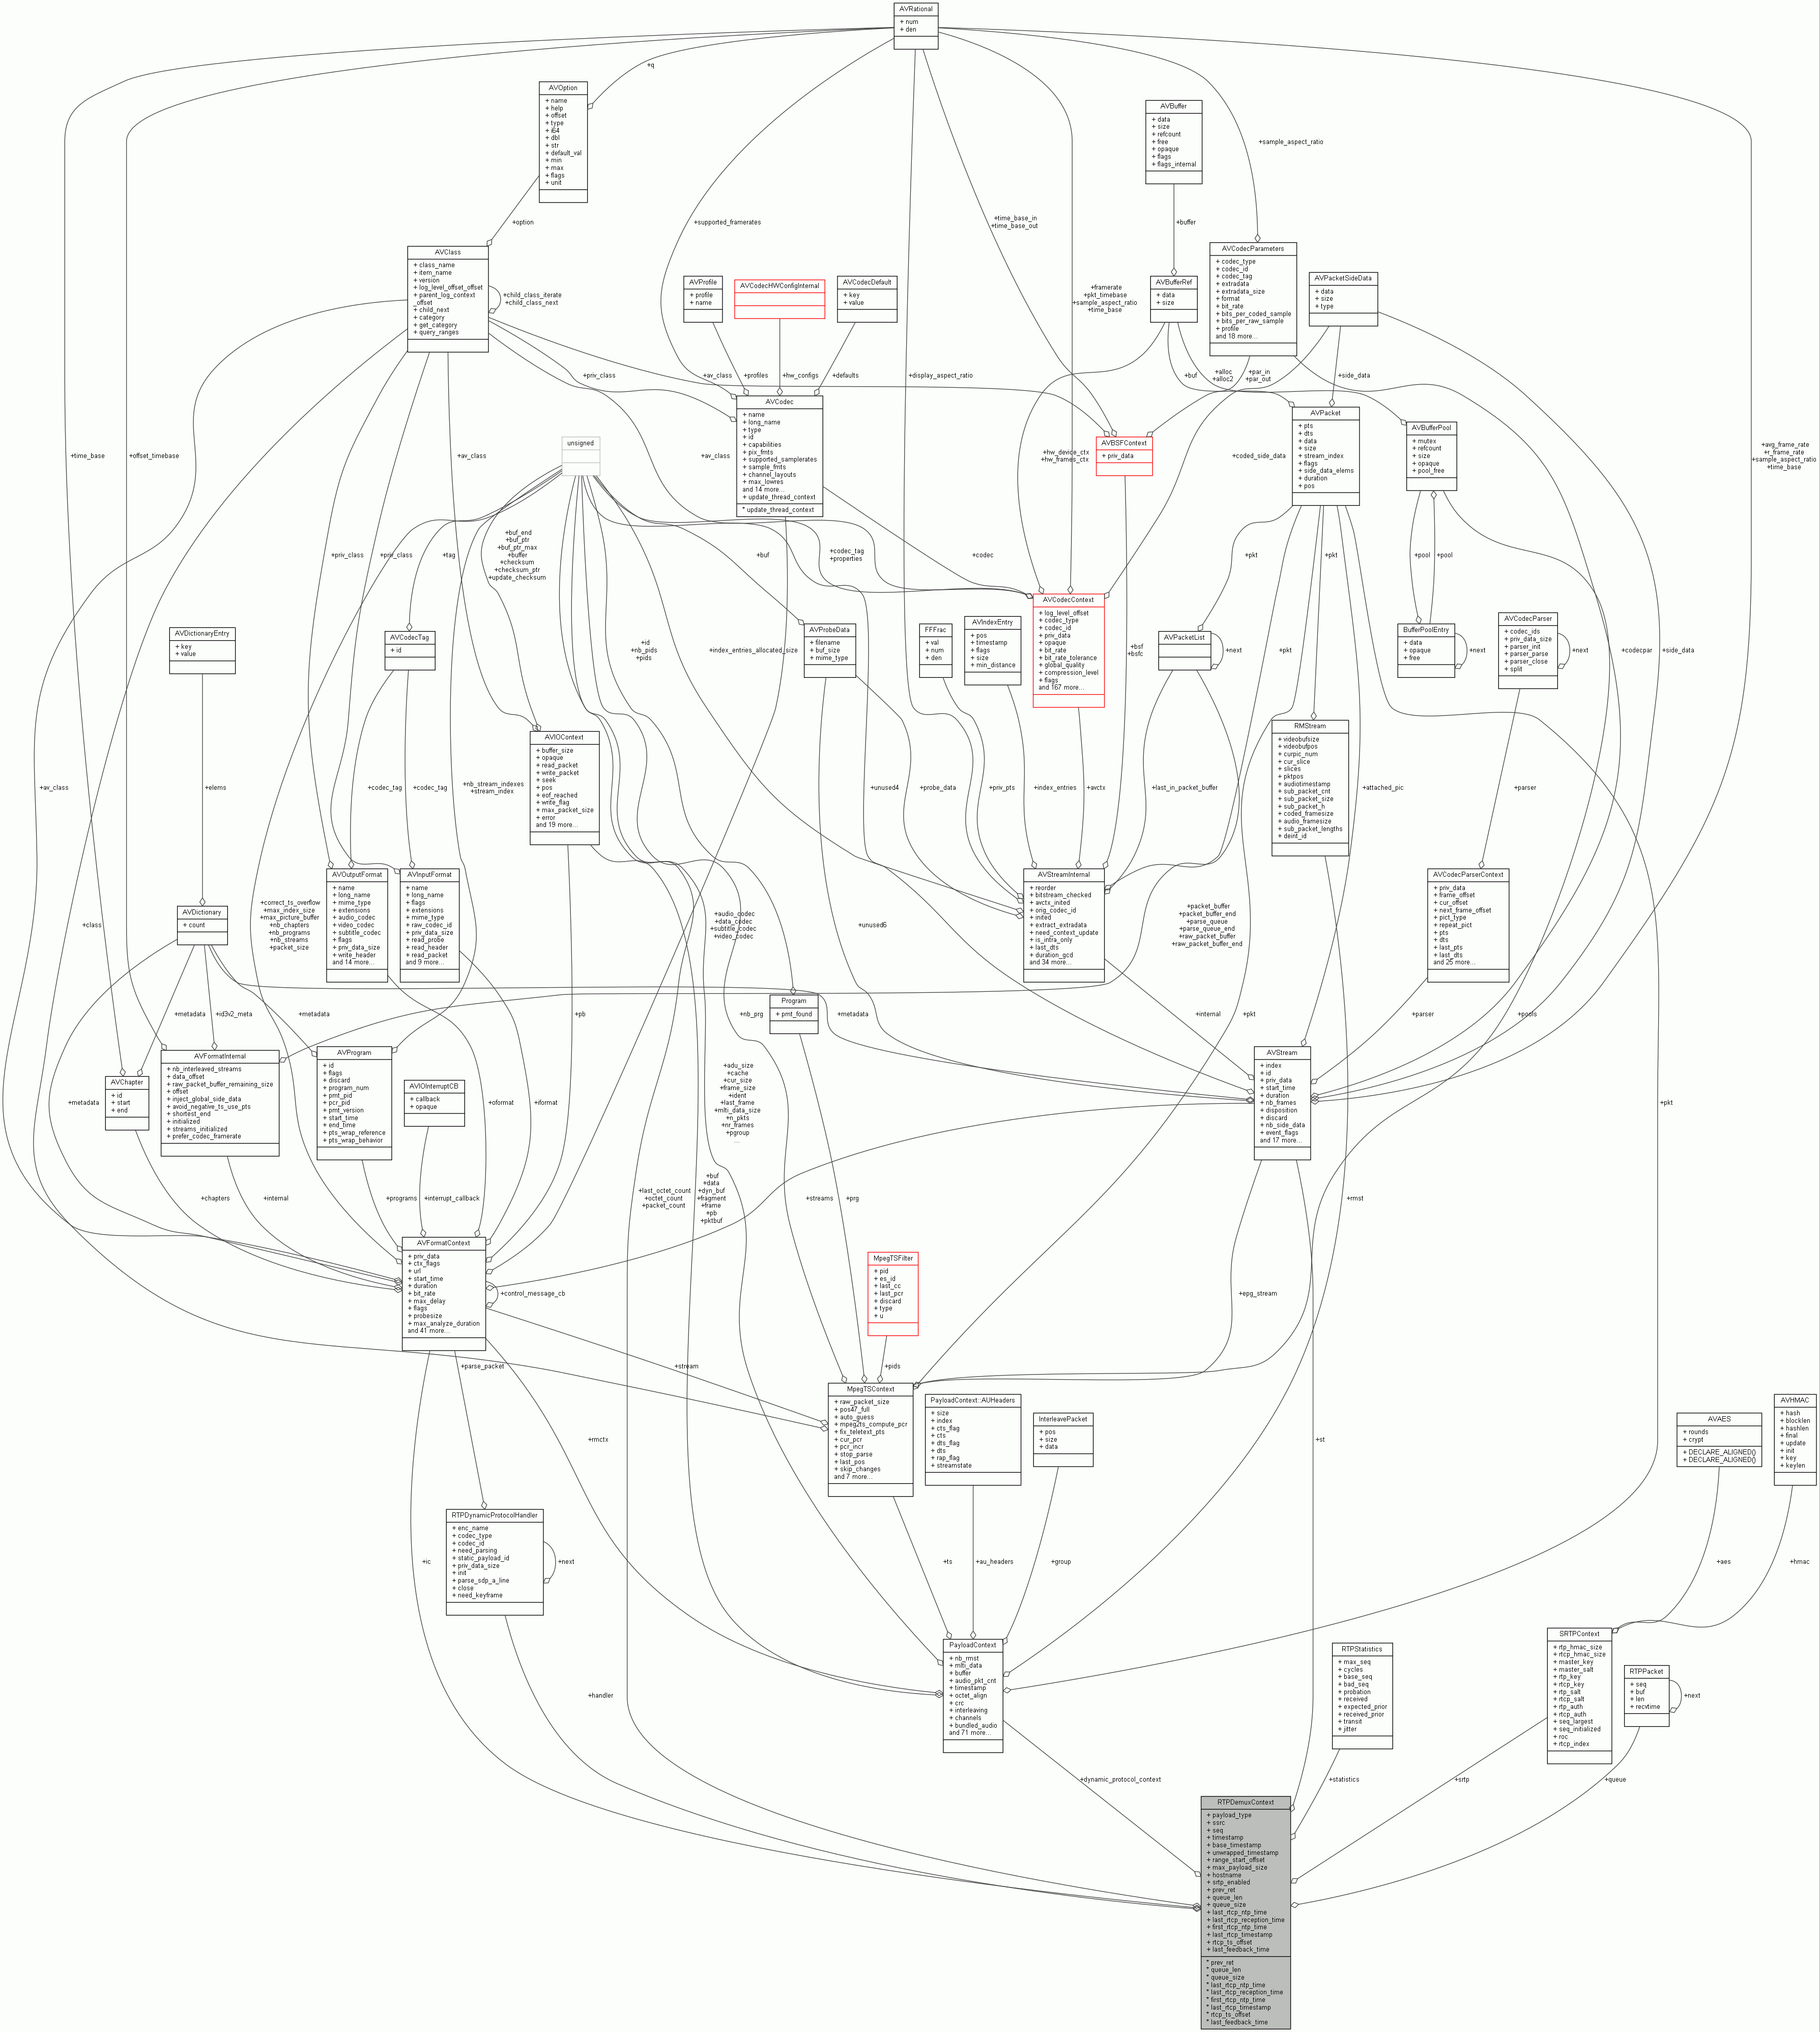 AVRational
+ num
+ den
+q
AVOption
+ name
+ help
+ offset
+ type
+ i64
+ dbl
+ str
+ default_val
+ min
+ max
+ flags
+ unit
AVBuffer
+ data
+ size
+ refcount
+ free
+ opaque
+ flags
+ flags_internal
+sample_aspect_ratio
+option
+supported_framerates
+time_base_in
+time_base_out
+buffer
AVClass
+ class_name
+ item_name
+ version
+ log_level_offset_offset
+ parent_log_context
_offset
+ child_next
+ category
+ get_category
+ query_ranges
+child_class_iterate
+child_class_next
AVProfile
+ profile
+ name
AVCodecHWConfigInternal
AVCodecDefault
+ key
+ value
+framerate
+pkt_timebase
+sample_aspect_ratio
+time_base
AVBufferRef
+ data
+ size
AVCodecParameters
+ codec_type
+ codec_id
+ codec_tag
+ extradata
+ extradata_size
+ format
+ bit_rate
+ bits_per_coded_sample
+ bits_per_raw_sample
+ profile
and 18 more...
AVPacketSideData
+ data
+ size
+ type
+priv_class
+av_class
+profiles
+hw_configs
+defaults
+display_aspect_ratio
+buf
+alloc
+alloc2
+par_in
+par_out
+side_data
AVCodec
+ name
+ long_name
+ type
+ id
+ capabilities
+ pix_fmts
+ supported_samplerates
+ sample_fmts
+ channel_layouts
+ max_lowres
and 14 more...
+ update_thread_context
* update_thread_context
unsigned
AVBSFContext
+ priv_data
AVPacket
+ pts
+ dts
+ data
+ size
+ stream_index
+ flags
+ side_data_elems
+ duration
+ pos
AVBufferPool
+ mutex
+ refcount
+ size
+ opaque
+ pool_free
+time_base
+offset_timebase
+av_class
+av_class
+hw_device_ctx
+hw_frames_ctx
+coded_side_data
+avg_frame_rate
+r_frame_rate
+sample_aspect_ratio
+time_base
+priv_class
+priv_class
+tag
+buf_end
+buf_ptr
+buf_ptr_max
+buffer
+checksum
+checksum_ptr
+update_checksum
+buf
+codec_tag
+properties
+codec
+pkt
+pkt
+pool
+pool
AVDictionaryEntry
+ key
+ value
AVCodecTag
+ id
+id
+nb_pids
+pids
+index_entries_allocated_size
AVProbeData
+ filename
+ buf_size
+ mime_type
FFFrac
+ val
+ num
+ den
AVIndexEntry
+ pos
+ timestamp
+ flags
+ size
+ min_distance
AVCodecContext
+ log_level_offset
+ codec_type
+ codec_id
+ priv_data
+ opaque
+ bit_rate
+ bit_rate_tolerance
+ global_quality
+ compression_level
+ flags
and 167 more...
+bsf
+bsfc
AVPacketList
+next
+pkt
BufferPoolEntry
+ data
+ opaque
+ free
+next
AVCodecParser
+ codec_ids
+ priv_data_size
+ parser_init
+ parser_parse
+ parser_close
+ split
+next
+codecpar
+side_data
AVIOContext
+ buffer_size
+ opaque
+ read_packet
+ write_packet
+ seek
+ pos
+ eof_reached
+ write_flag
+ max_packet_size
+ error
and 19 more...
RMStream
+ videobufsize
+ videobufpos
+ curpic_num
+ cur_slice
+ slices
+ pktpos
+ audiotimestamp
+ sub_packet_cnt
+ sub_packet_size
+ sub_packet_h
+ coded_framesize
+ audio_framesize
+ sub_packet_lengths
+ deint_id
+av_class
+elems
+codec_tag
+codec_tag
+nb_stream_indexes
+stream_index
+unused4
+probe_data
+priv_pts
+index_entries
+avctx
+last_in_packet_buffer
+attached_pic
+parser
AVOutputFormat
+ name
+ long_name
+ mime_type
+ extensions
+ audio_codec
+ video_codec
+ subtitle_codec
+ flags
+ priv_data_size
+ write_header
and 14 more...
AVInputFormat
+ name
+ long_name
+ flags
+ extensions
+ mime_type
+ raw_codec_id
+ priv_data_size
+ read_probe
+ read_header
+ read_packet
and 9 more...
AVStreamInternal
+ reorder
+ bitstream_checked
+ avctx_inited
+ orig_codec_id
+ inited
+ extract_extradata
+ need_context_update
+ is_intra_only
+ last_dts
+ duration_gcd
and 34 more...
AVCodecParserContext
+ priv_data
+ frame_offset
+ cur_offset
+ next_frame_offset
+ pict_type
+ repeat_pict
+ pts
+ dts
+ last_pts
+ last_dts
and 25 more...
AVDictionary
+ count
+class
+correct_ts_overflow
+max_index_size
+max_picture_buffer
+nb_chapters
+nb_programs
+nb_streams
+packet_size
+audio_codec
+data_codec
+subtitle_codec
+video_codec
+unused6
+packet_buffer
+packet_buffer_end
+parse_queue
+parse_queue_end
+raw_packet_buffer
+raw_packet_buffer_end
+metadata
+id3v2_meta
+metadata
+pb
+nb_prg
Program
+ pmt_found
+metadata
+internal
+pkt
+parser
+pools
AVFormatInternal
+ nb_interleaved_streams
+ data_offset
+ raw_packet_buffer_remaining_size
+ offset
+ inject_global_side_data
+ avoid_negative_ts_use_pts
+ shortest_end
+ initialized
+ streams_initialized
+ prefer_codec_framerate
AVChapter
+ id
+ start
+ end
AVProgram
+ id
+ flags
+ discard
+ program_num
+ pmt_pid
+ pcr_pid
+ pmt_version
+ start_time
+ end_time
+ pts_wrap_reference
+ pts_wrap_behavior
AVIOInterruptCB
+ callback
+ opaque
AVStream
+ index
+ id
+ priv_data
+ start_time
+ duration
+ nb_frames
+ disposition
+ discard
+ nb_side_data
+ event_flags
and 17 more...
+metadata
+oformat
+iformat
+adu_size
+cache
+cur_size
+frame_size
+ident
+last_frame
+mlti_data_size
+n_pkts
+nr_frames
+pgroup
...
+pkt
+chapters
+internal
+programs
+interrupt_callback
+last_octet_count
+octet_count
+packet_count
+buf
+data
+dyn_buf
+fragment
+frame
+pb
+pktbuf
+streams
+prg
+rmst
AVFormatContext
+ priv_data
+ ctx_flags
+ url
+ start_time
+ duration
+ bit_rate
+ max_delay
+ flags
+ probesize
+ max_analyze_duration
and 41 more...
+control_message_cb
MpegTSFilter
+ pid
+ es_id
+ last_cc
+ last_pcr
+ discard
+ type
+ u
+epg_stream
+parse_packet
+stream
+pids
MpegTSContext
+ raw_packet_size
+ pos47_full
+ auto_guess
+ mpeg2ts_compute_pcr
+ fix_teletext_pts
+ cur_pcr
+ pcr_incr
+ stop_parse
+ last_pos
+ skip_changes
and 7 more...
PayloadContext::AUHeaders
+ size
+ index
+ cts_flag
+ cts
+ dts_flag
+ dts
+ rap_flag
+ streamstate
InterleavePacket
+ pos
+ size
+ data
+rmctx
+st
AVAES
+ rounds
+ crypt
+ DECLARE_ALIGNED()
+ DECLARE_ALIGNED()
AVHMAC
+ hash
+ blocklen
+ hashlen
+ final
+ update
+ init
+ key
+ keylen
RTPDynamicProtocolHandler
+ enc_name
+ codec_type
+ codec_id
+ need_parsing
+ static_payload_id
+ priv_data_size
+ init
+ parse_sdp_a_line
+ close
+ need_keyframe
+next
+ic
+ts
+au_headers
+group
+aes
+hmac
PayloadContext
+ nb_rmst
+ mlti_data
+ buffer
+ audio_pkt_cnt
+ timestamp
+ octet_align
+ crc
+ interleaving
+ channels
+ bundled_audio
and 71 more...
RTPStatistics
+ max_seq
+ cycles
+ base_seq
+ bad_seq
+ probation
+ received
+ expected_prior
+ received_prior
+ transit
+ jitter
SRTPContext
+ rtp_hmac_size
+ rtcp_hmac_size
+ master_key
+ master_salt
+ rtp_key
+ rtcp_key
+ rtp_salt
+ rtcp_salt
+ rtp_auth
+ rtcp_auth
+ seq_largest
+ seq_initialized
+ roc
+ rtcp_index
RTPPacket
+ seq
+ buf
+ len
+ recvtime
+next
+handler
+dynamic_protocol_context
+statistics
+srtp
+queue
RTPDemuxContext
+ payload_type
+ ssrc
+ seq
+ timestamp
+ base_timestamp
+ unwrapped_timestamp
+ range_start_offset
+ max_payload_size
+ hostname
+ srtp_enabled
+ prev_ret
+ queue_len
+ queue_size
+ last_rtcp_ntp_time
+ last_rtcp_reception_time
+ first_rtcp_ntp_time
+ last_rtcp_timestamp
+ rtcp_ts_offset
+ last_feedback_time
* prev_ret
* queue_len
* queue_size
* last_rtcp_ntp_time
* last_rtcp_reception_time
* first_rtcp_ntp_time
* last_rtcp_timestamp
* rtcp_ts_offset
* last_feedback_time